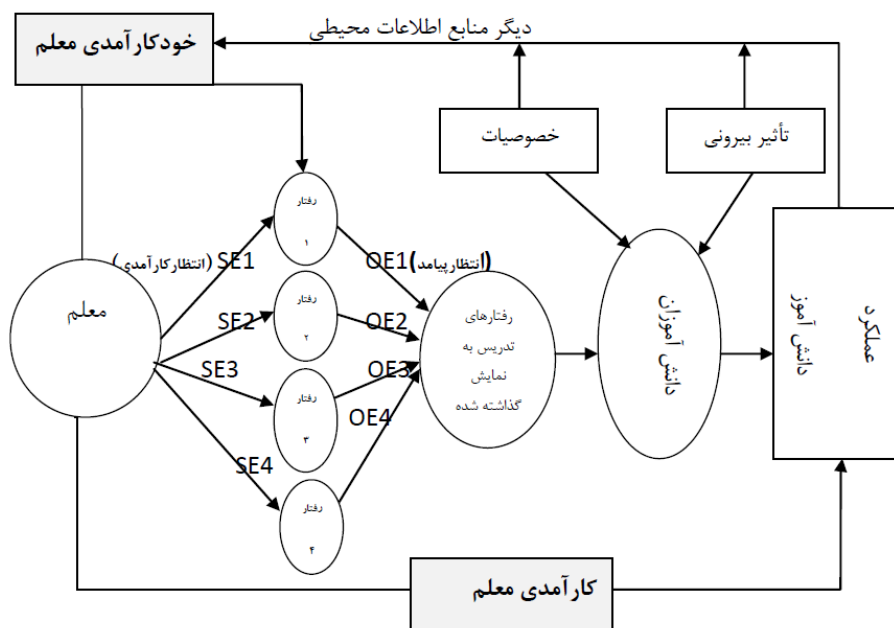 دیگر منابع اطلاعات محیطی
خودکارآمدی معلم
خصوصیات
تأثیر بیرونی
رفتار
۱
SE1 (انتظارکارآمدی)
OE1(انتظارپیامد)
معلم
رفتار
۲
SE2
OE2
SE3
OE3
رفتار
۳
OE4
SE4
رفتار
۴
رفتارهای
تدریس به
نمایش
گذاشته شده
دانش آموزان
عملکرد
دانش آموز
کارآمدی معلم